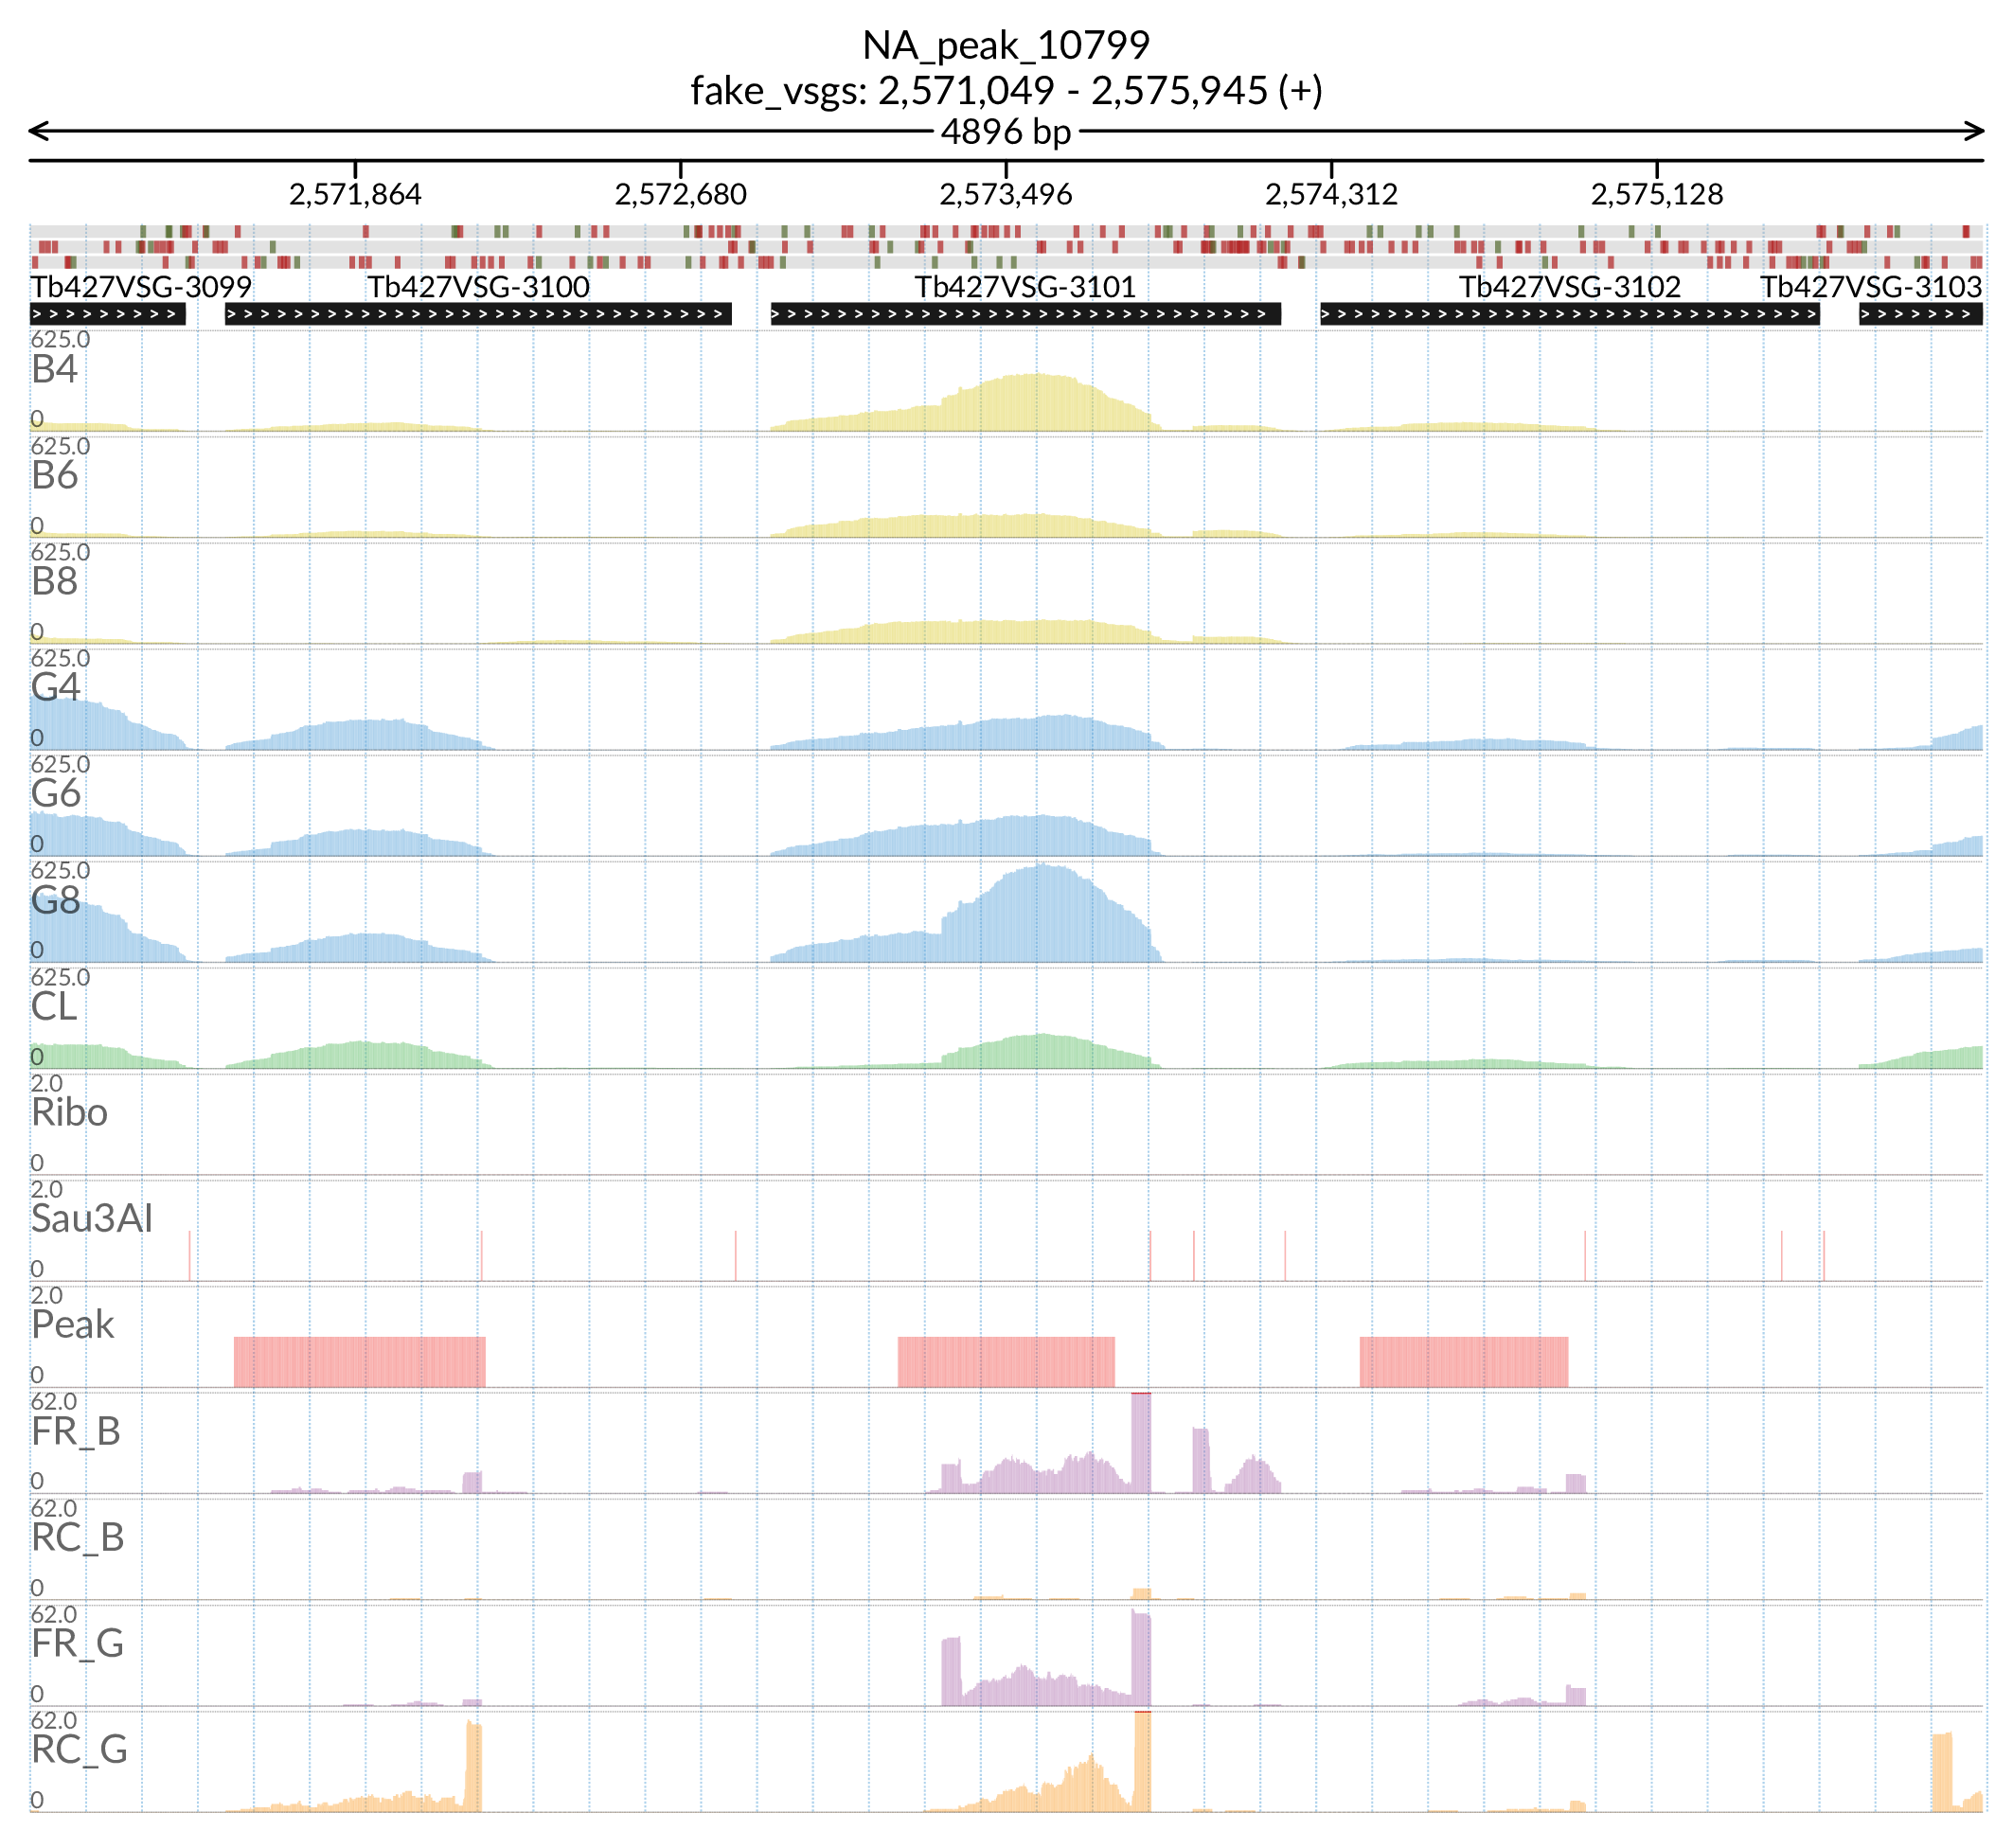 NA_peak_10799
fake_vsgs: 2,571,049 - 2,575,945 (+)
4896 bp
2,571,864 2,572,680 2,573,496 2,574,312 2,575,128
Tb427VSG-3099 Tb427VSG-3100 Tb427VSG-3101 Tb427VSG-3102 Tb427VSG-3103
625.0
B4
0
625.0
B6
0
625.0
B8
0
625.0
G4
0
625.0
G6
0
625.0
G8
0
625.0
CL
0
2.0
Ribo
0
2.0
Sau3AI
0
2.0
Peak
0
62.0
FR_B
0
62.0
RC_B
0
62.0
FR_G
0
62.0
RC_G
0